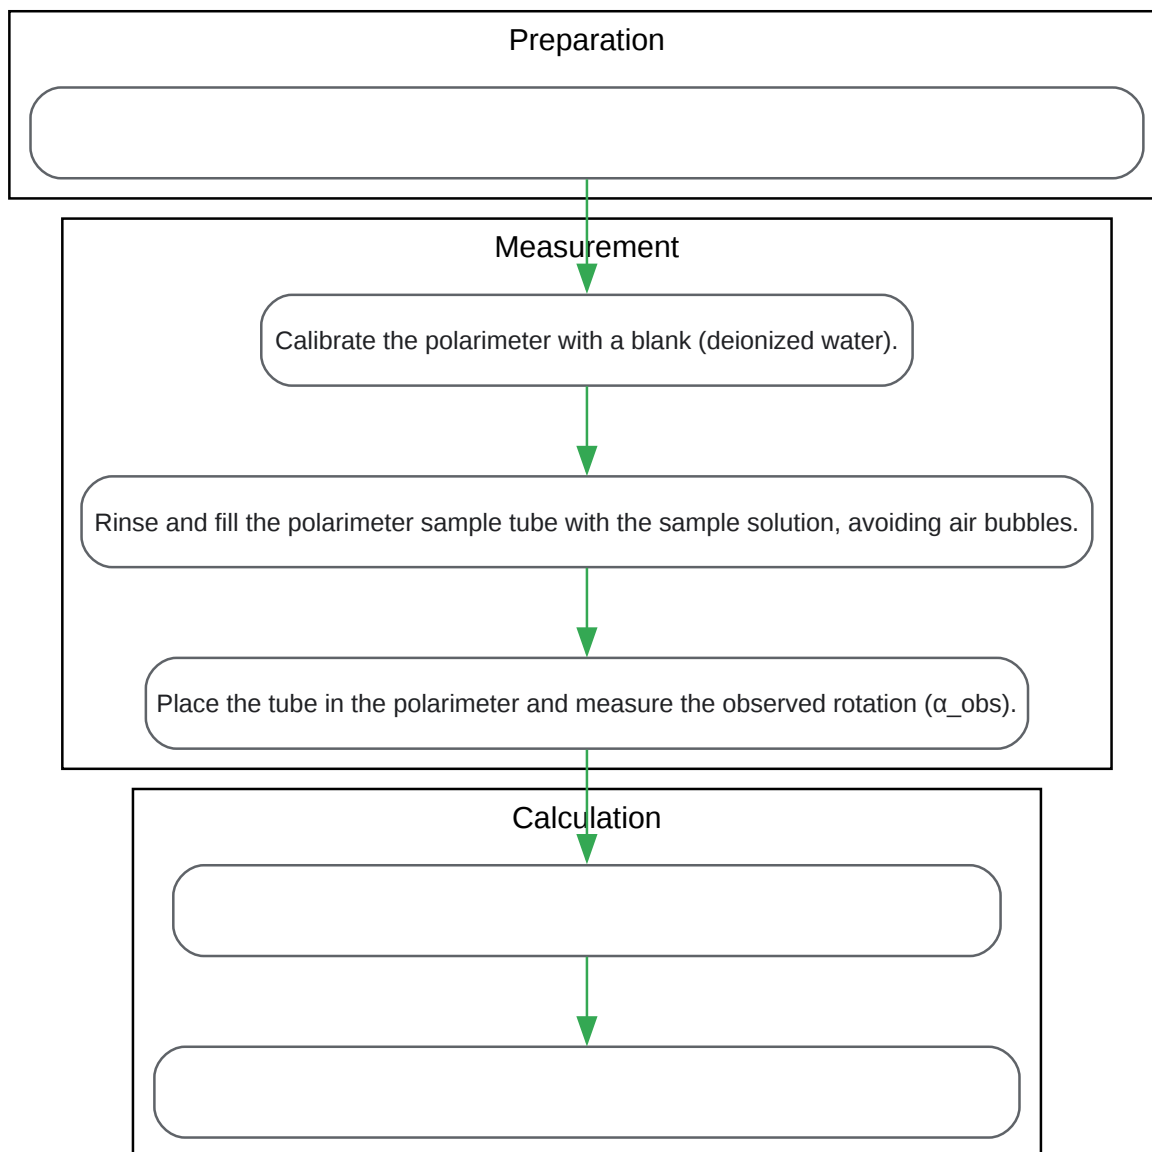 Preparation
Measurement
Calibrate the polarimeter with a blank (deionized water).
Rinse and fill the polarimeter sample tube with the sample solution, avoiding air bubbles.
Place the tube in the polarimeter and measure the observed rotation (α_obs).
Calculation